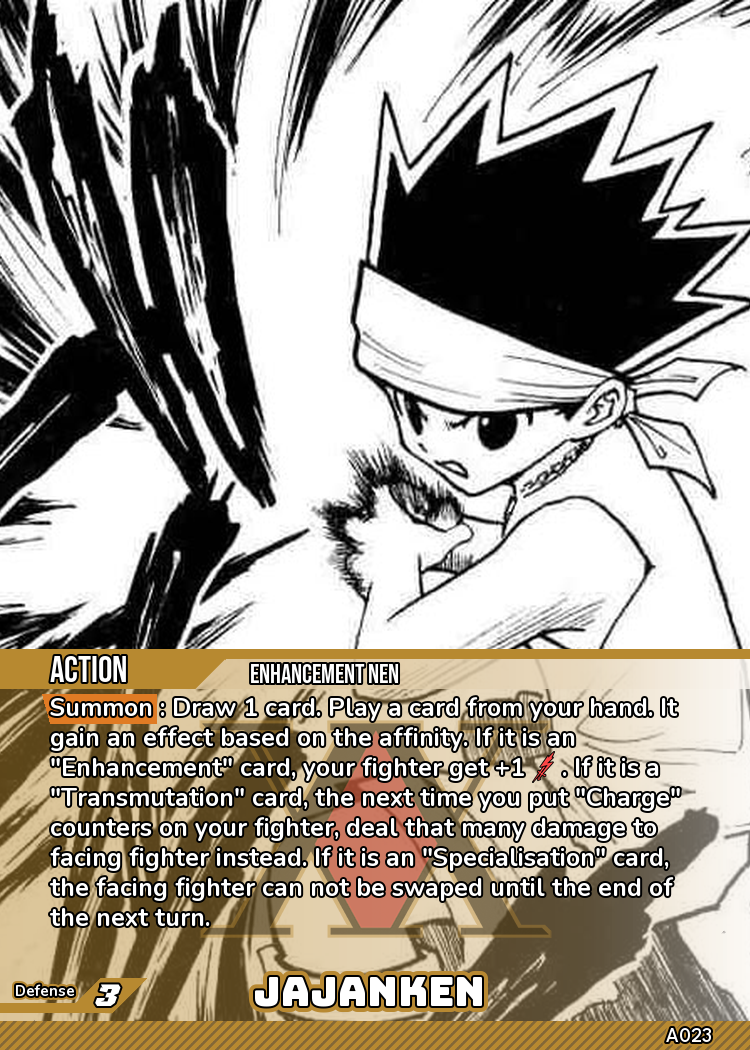 ACTION
ENHANCEMENT NEN
Summon : Draw 1 card. Play a card from your hand. It
gain an effect based on the affinity. If it is an
"Enhancement" card, your fighter get +1 . If it is a
"Transmutation" card, the next time you put "Charge"
counters on your fighter, deal that many damage to
facing fighter instead. If it is an "Specialisation" card,
the facing fighter can not be swaped until the end of
the next turn.
Defense 3
JAJANKEN
A023